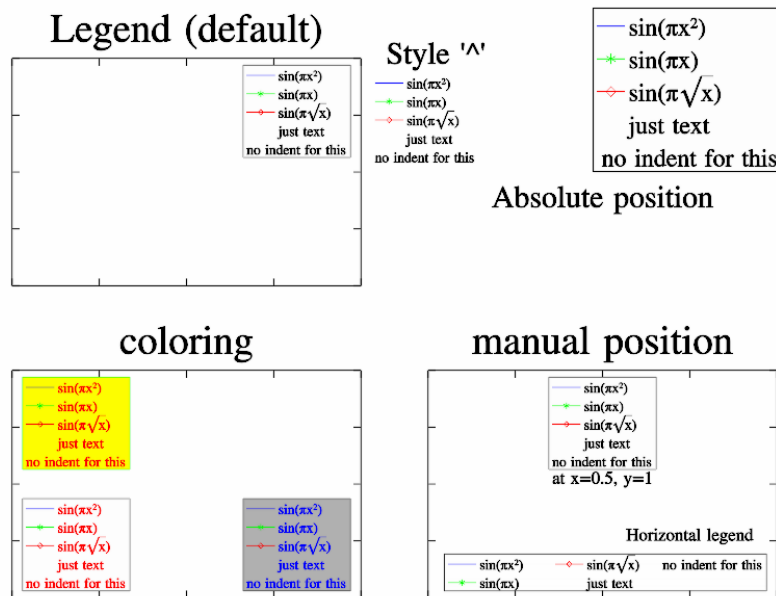 Legend (default)
sin(πx²)
sin(πx)
sin(π√x)
just text
no indent for this
Style '^'
sin(πx²)
sin(πx)
sin(π√x)
just text
no indent for this
sin(πx²)
sin(πx)
sin(π√x)
just text
no indent for this
Absolute position
coloring
sin(πx²)
sin(πx)
sin(π√x)
just text
no indent for this
sin(πx²)
sin(πx)
sin(π√x)
just text
no indent for this
sin(πx²)
sin(πx)
sin(π√x)
just text
no indent for this
manual position
sin(πx²)
sin(πx)
sin(π√x)
just text
no indent for this
at x=0.5, y=1
Horizontal legend
sin(πx²) sin(π√x) no indent for this
sin(πx) just text